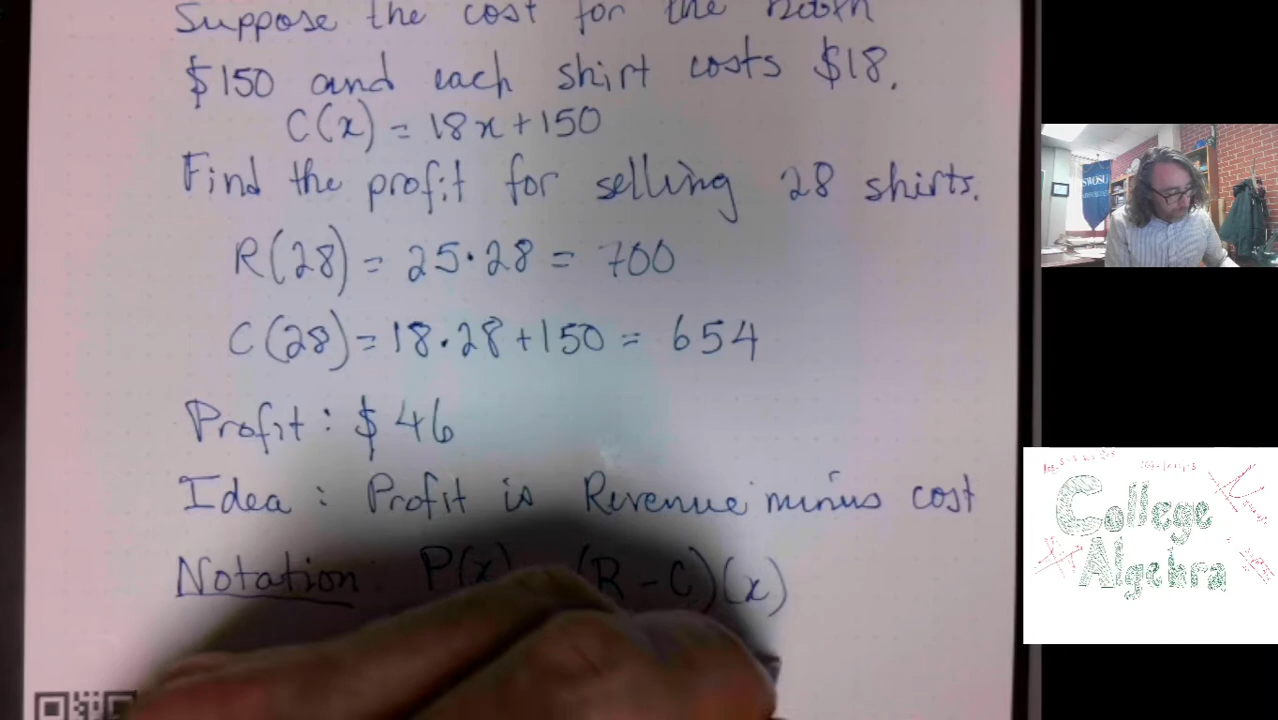 Suppose the cost for the booth
$150 and each shirt costs $18.
C(x) = 18x + 150
Find the profit for selling 28 shirts.
R(28) = 25·28 = 700
C(28) = 18·28 + 150 = 654
Profit: $46
Idea: Profit is Revenue minus cost
Notation P(x) (R - C)(x)
SWOSU
College
Algebra